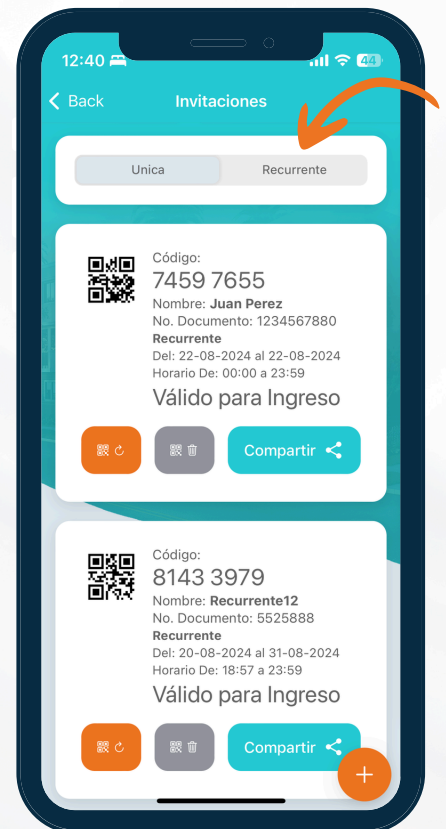 12:40
44
Back
Invitaciones
Unica
Recurrente
Código:
7459 7655
Nombre: Juan Perez
No. Documento: 1234567880
Recurrente
Del: 22-08-2024 al 22-08-2024
Horario De: 00:00 a 23:59
Válido para Ingreso
Compartir
Código:
8143 3979
Nombre: Recurrente12
No. Documento: 5525888
Recurrente
Del: 20-08-2024 al 31-08-2024
Horario De: 18:57 a 23:59
Válido para Ingreso
Compartir
+